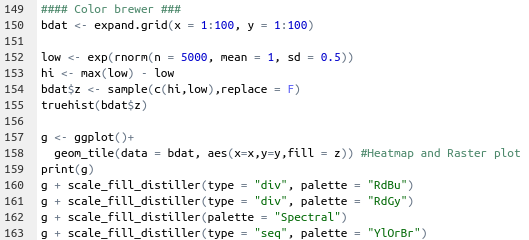 149 #### Color brewer ###
150 bdat <- expand.grid(x = 1:100, y = 1:100)
151
152 low <- exp(rnorm(n = 5000, mean = 1, sd = 0.5))
153 hi <- max(low) - low
154 bdat$z <- sample(c(hi,low),replace = F)
155 truehist(bdat$z)
156
157 g <- ggplot()+
158   geom_tile(data = bdat, aes(x=x,y=y,fill = z)) #Heatmap and Raster plot
159 print(g)
160 g + scale_fill_distiller(type = "div", palette = "RdBu")
161 g + scale_fill_distiller(type = "div", palette = "RdGy")
162 g + scale_fill_distiller(palette = "Spectral")
163 g + scale_fill_distiller(type = "seq", palette = "YlOrBr")